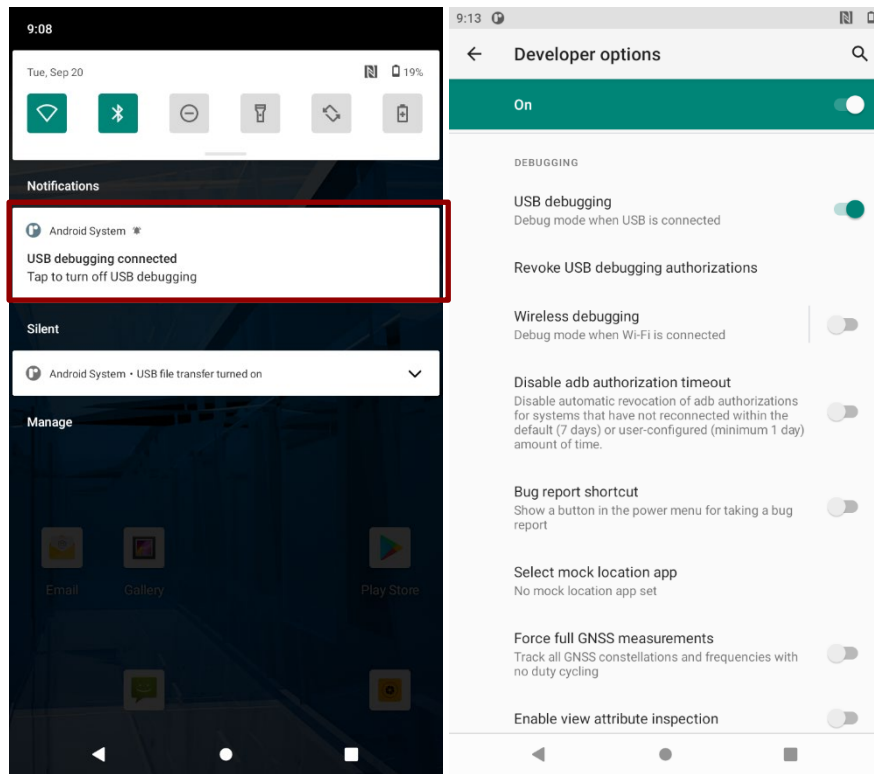 9:08
Tue, Sep 20
19%
Notifications
Android System
USB debugging connected
Tap to turn off USB debugging
Silent
Android System • USB file transfer turned on
Manage
Email
Gallery
Play Store
9:13
Developer options
On
DEBUGGING
USB debugging
Debug mode when USB is connected
Revoke USB debugging authorizations
Wireless debugging
Debug mode when Wi-Fi is connected
Disable adb authorization timeout
Disable automatic revocation of adb authorizations
for systems that have not reconnected within the
default (7 days) or user-configured (minimum 1 day)
amount of time.
Bug report shortcut
Show a button in the power menu for taking a bug
report
Select mock location app
No mock location app set
Force full GNSS measurements
Track all GNSS constellations and frequencies with
no duty cycling
Enable view attribute inspection